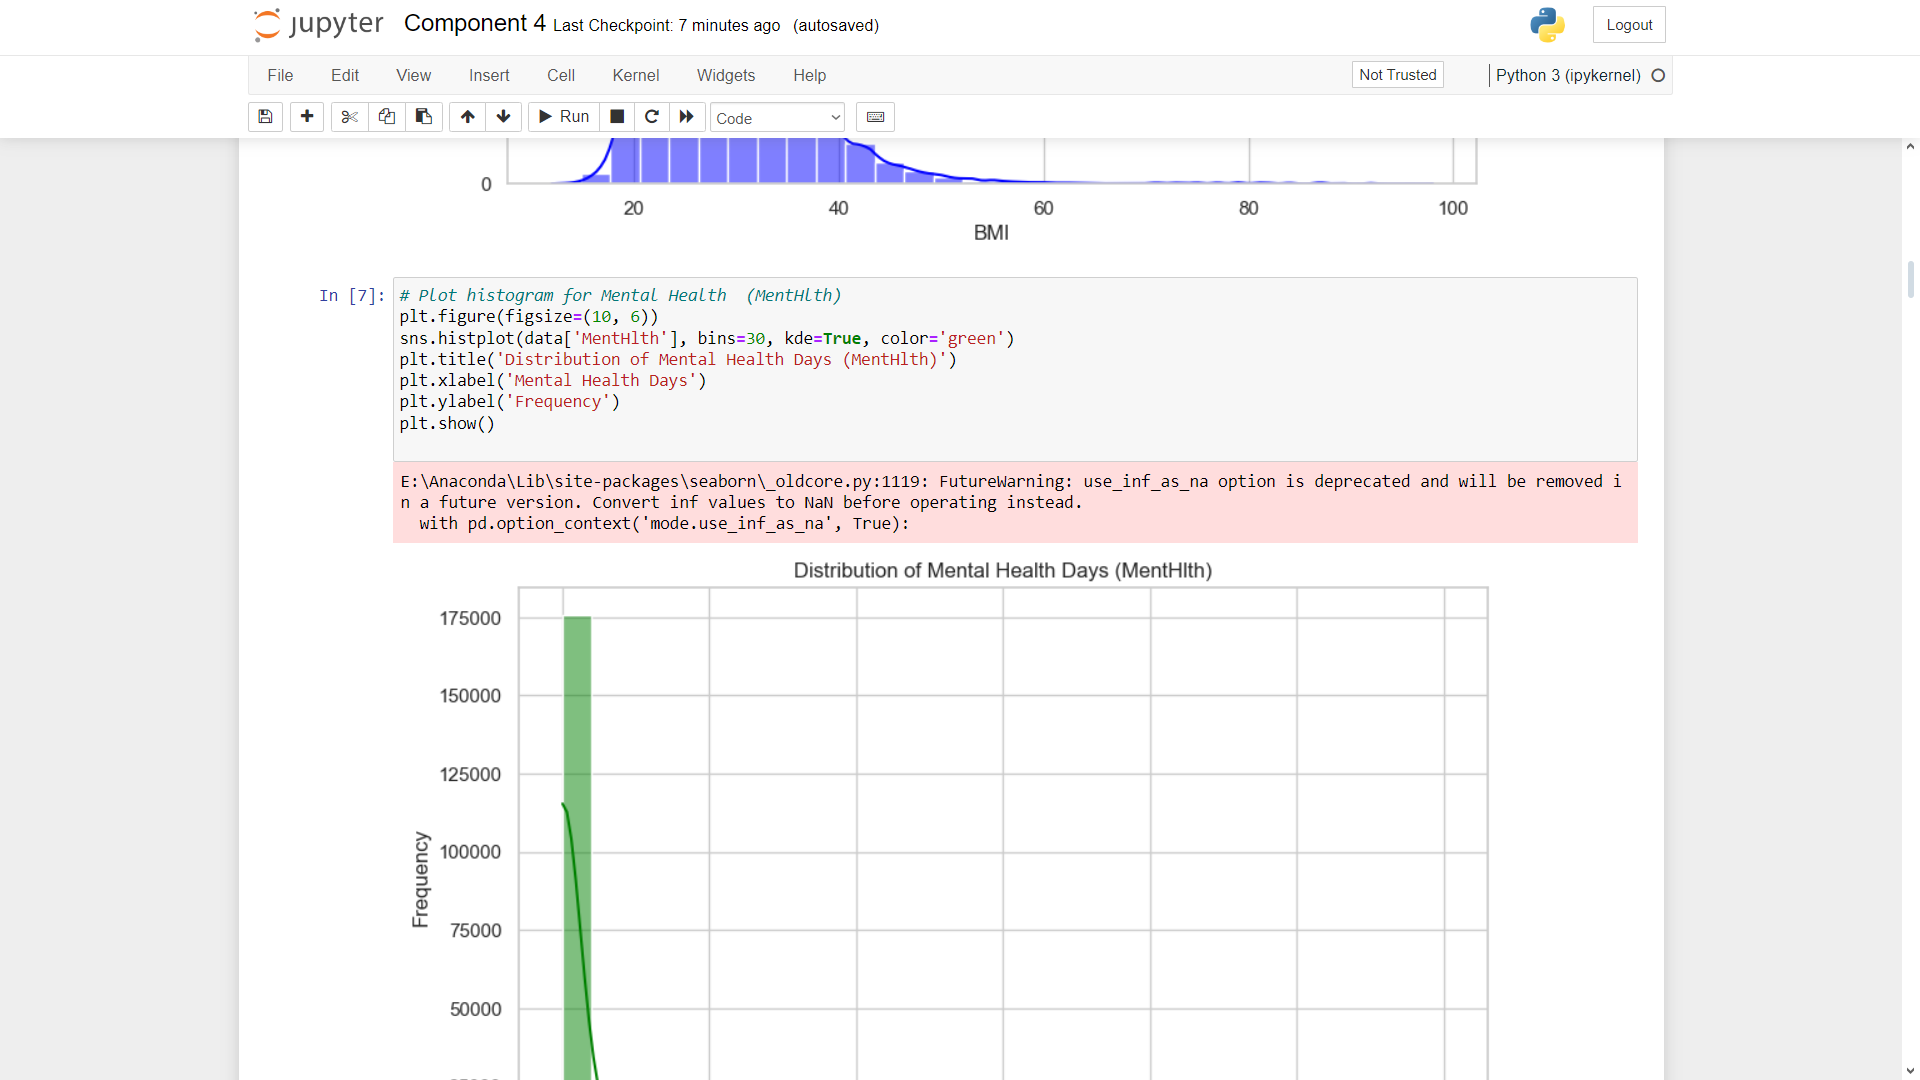 jupyter Component 4 Last Checkpoint: 7 minutes ago (autosaved)
Logout
File Edit View Insert Cell Kernel Widgets Help
Not Trusted
Python 3 (ipykernel)
Run
Code
0
20 40 60 80 100
BMI
In [7]:
# Plot histogram for Mental Health  (MentHlth)
plt.figure(figsize=(10, 6))
sns.histplot(data['MentHlth'], bins=30, kde=True, color='green')
plt.title('Distribution of Mental Health Days (MentHlth)')
plt.xlabel('Mental Health Days')
plt.ylabel('Frequency')
plt.show()
E:\Anaconda\Lib\site-packages\seaborn\_oldcore.py:1119: FutureWarning: use_inf_as_na option is deprecated and will be removed i
n a future version. Convert inf values to NaN before operating instead.
  with pd.option_context('mode.use_inf_as_na', True):
Distribution of Mental Health Days (MentHlth)
175000
150000
125000
100000
75000
50000
Frequency